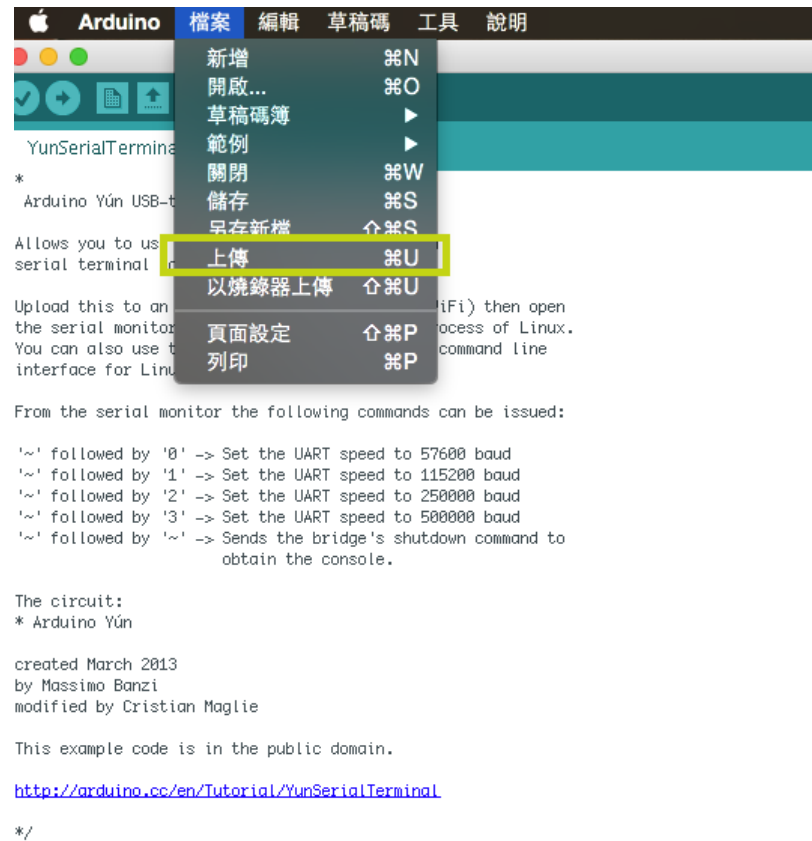 Arduino 檔案 編輯 草稿碼 工具 說明
新增 ⌘N
開啟... ⌘O
草稿碼簿 ▶
範例 ▶
關閉 ⌘W
儲存 ⌘S
另存新檔 ⇧⌘S
上傳 ⌘U
以燒錄器上傳 ⇧⌘U
頁面設定 ⇧⌘P
列印 ⌘P
YunSerialTermina
*
Arduino Yún USB-t
Allows you to us
serial terminal
Upload this to an iFi) then open
the serial monitor ocess of Linux.
You can also use t command line
interface for Linu
From the serial monitor the following commands can be issued:
'~' followed by '0' -> Set the UART speed to 57600 baud
'~' followed by '1' -> Set the UART speed to 115200 baud
'~' followed by '2' -> Set the UART speed to 250000 baud
'~' followed by '3' -> Set the UART speed to 500000 baud
'~' followed by '~' -> Sends the bridge's shutdown command to
obtain the console.
The circuit:
* Arduino Yún
created March 2013
by Massimo Banzi
modified by Cristian Maglie
This example code is in the public domain.
http://arduino.cc/en/Tutorial/YunSerialTerminal
*/